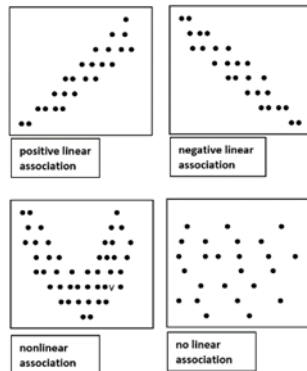 positive linear
association
negative linear
association
v
nonlinear
association
no linear
association